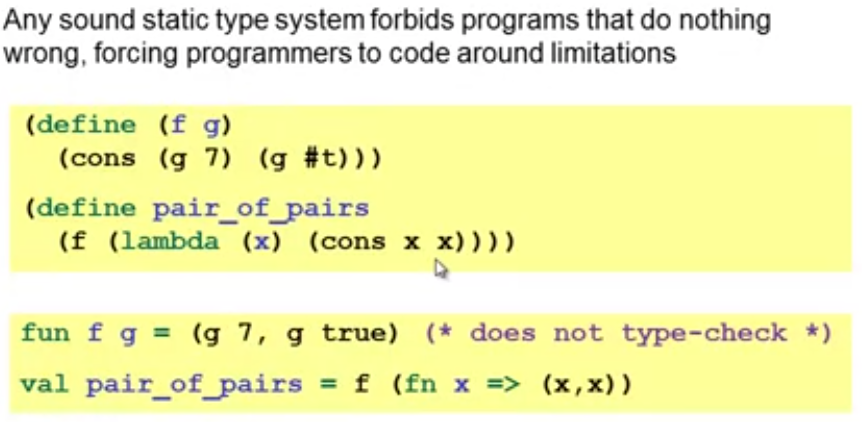 Any sound static type system forbids programs that do nothing
wrong, forcing programmers to code around limitations
(define (f g)
(cons (g 7) (g #t)))
(define pair_of_pairs
(f (lambda (x) (cons x x))))
fun f g = (g 7, g true) (* does not type-check *)
val pair_of_pairs = f (fn x => (x,x))